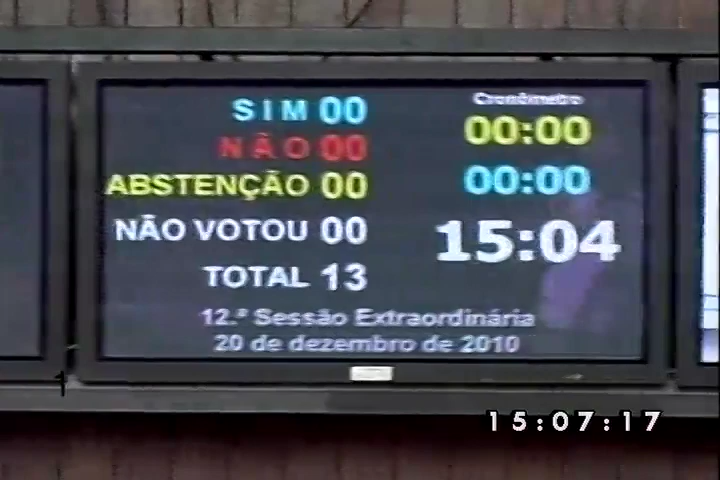 SIM 00
NÃO 00
ABSTENÇÃO 00
NÃO VOTOU 00
TOTAL 13
Cronômetro
00:00
00:00
15:04
12.ª Sessão Extraordinária
20 de dezembro de 2010
15:07:17